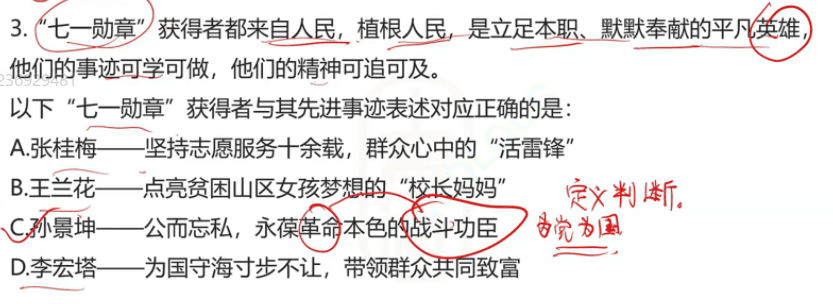 3. “七一勋章”获得者都来自人民，植根人民，是立足本职、默默奉献的平凡英雄，
他们的事迹可学可做，他们的精神可追可及。
236929481
以下“七一勋章”获得者与其先进事迹表述对应正确的是：
A.张桂梅——坚持志愿服务十余载，群众心中的“活雷锋”
B.王兰花——点亮贫困山区女孩梦想的“校长妈妈”
定义判断。
C.孙景坤——公而忘私，永葆革命本色的战斗功臣
为党为国
D.李宏塔——为国守海寸步不让，带领群众共同致富